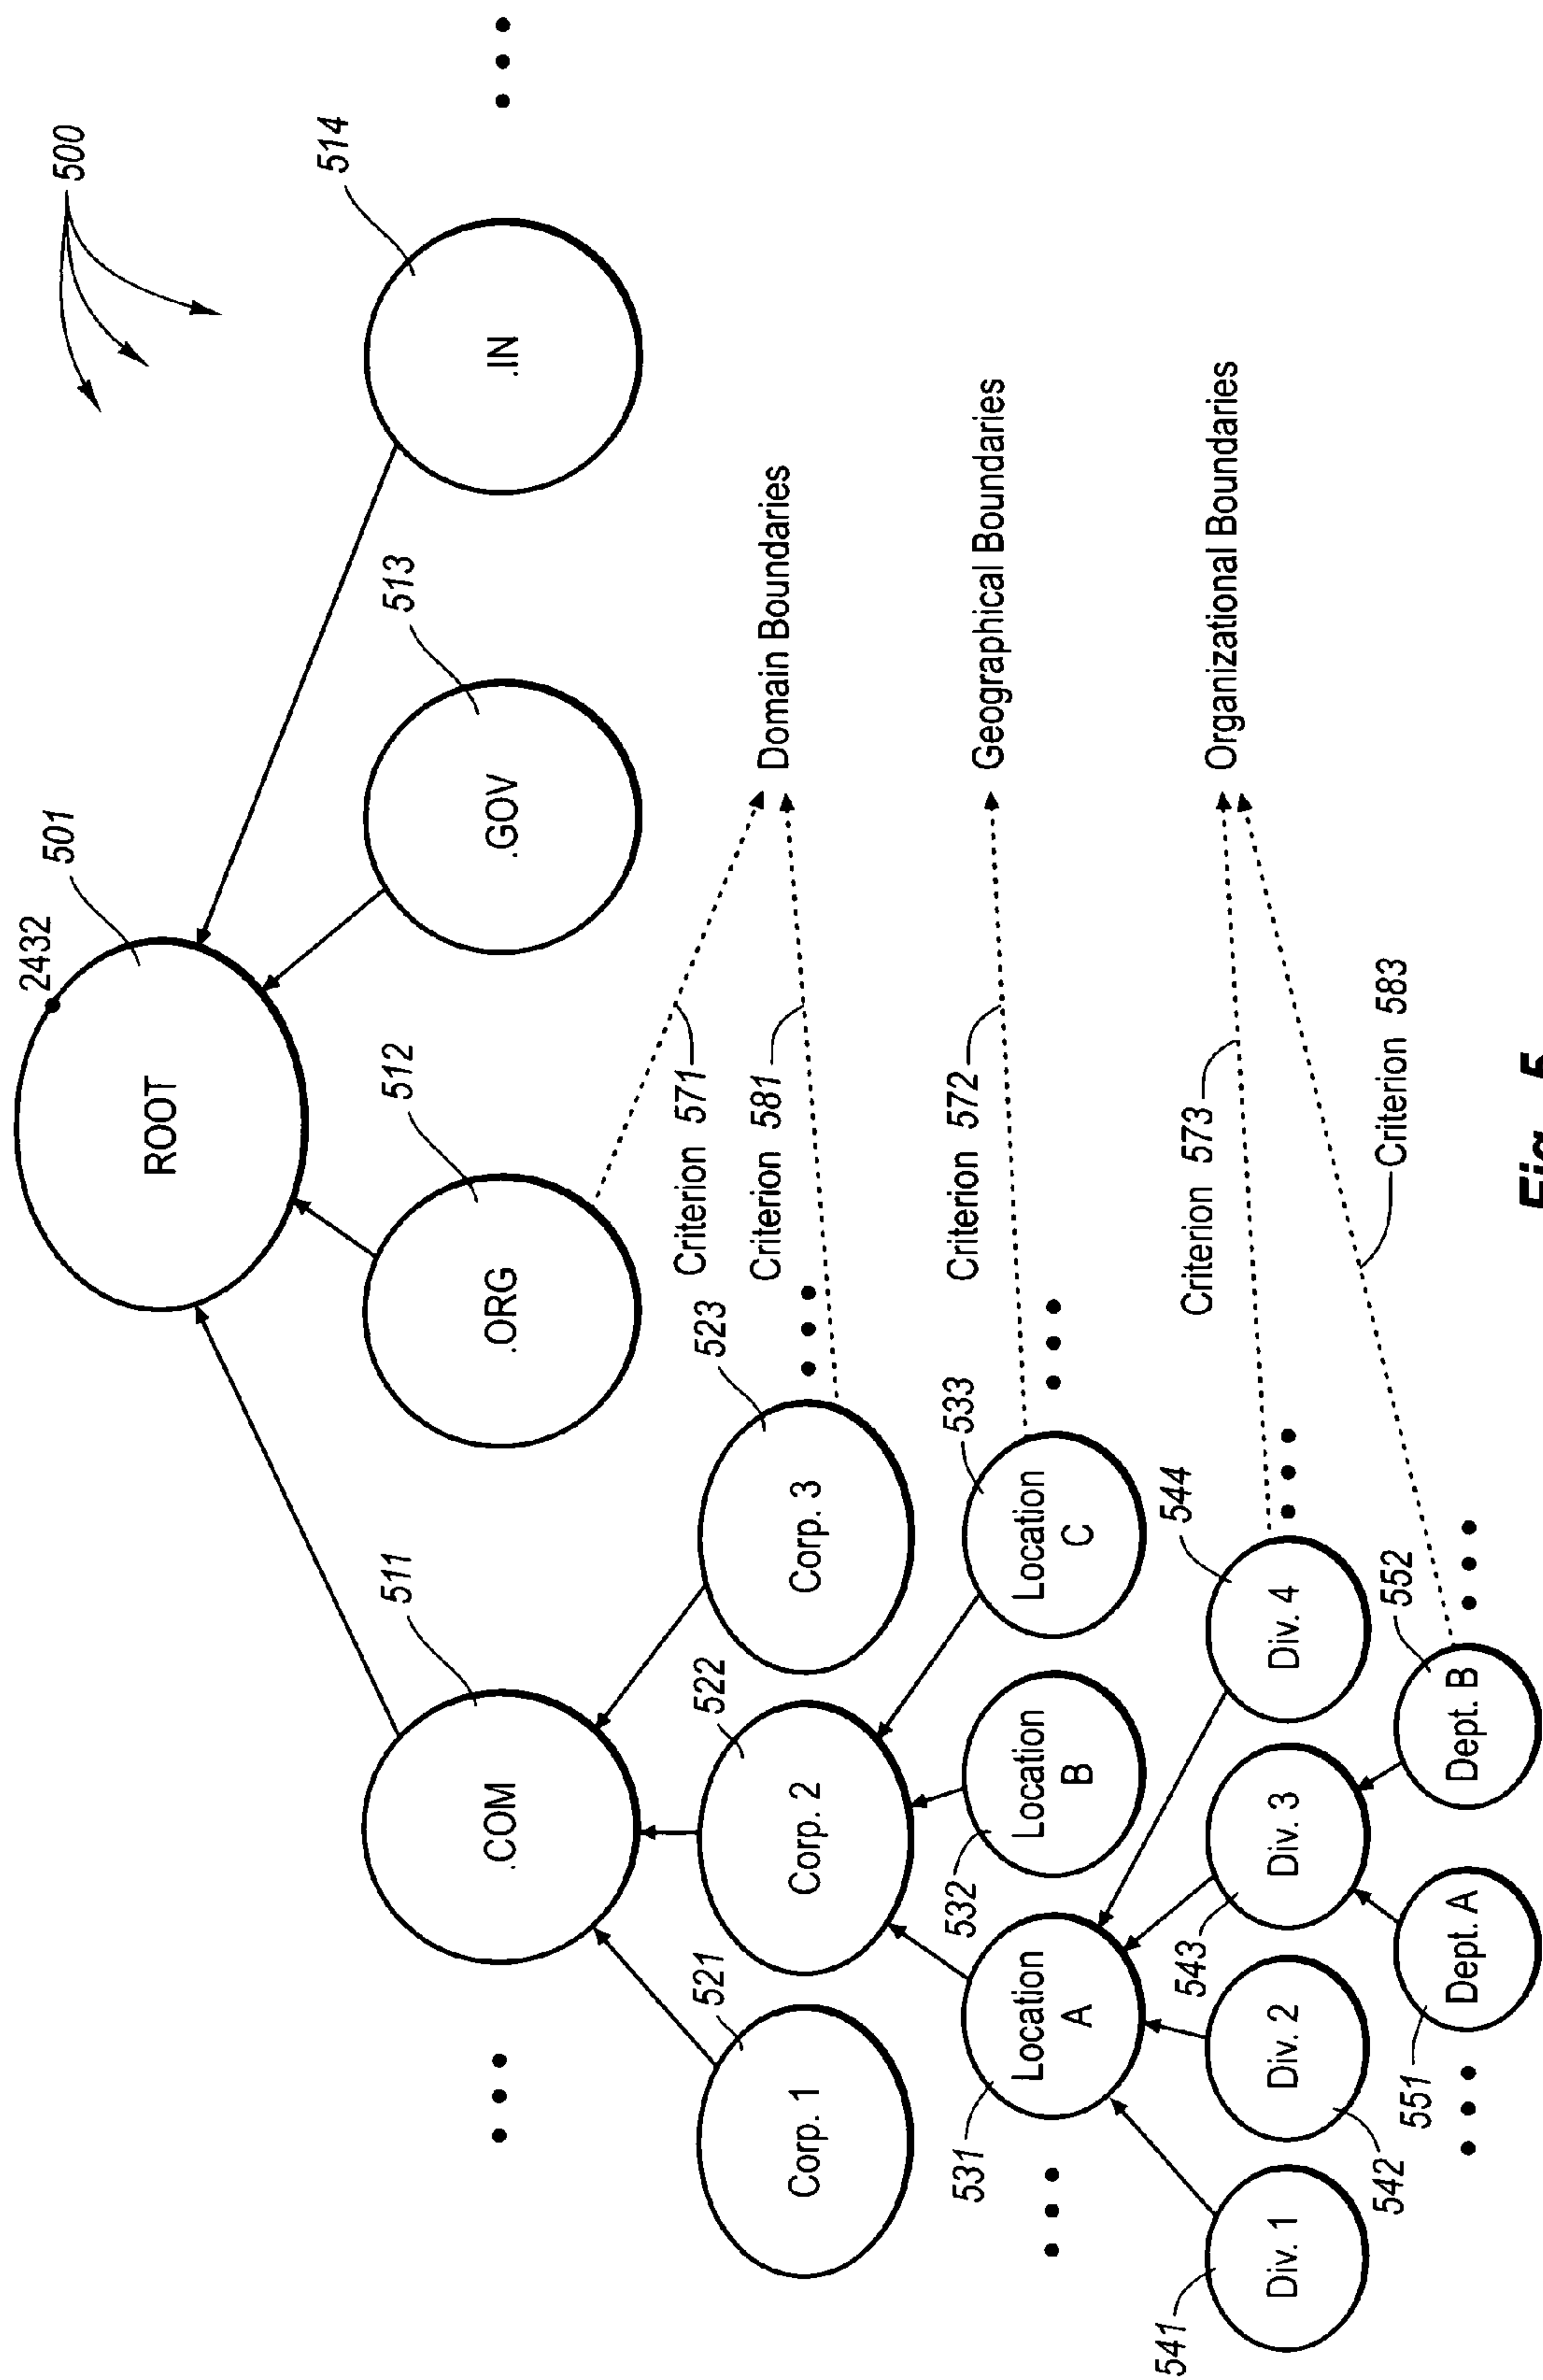 500
2432
501
ROOT
511
512
513
514
.COM
.ORG
.GOV
.IN
521
522
523
Corp. 1
Corp. 2
Corp. 3
Criterion 571
Domain Boundaries
Criterion 581
531
532
533
Location
A
Location
B
Location
C
Criterion 572
Geographical Boundaries
541
542
543
544
Div. 1
Div. 2
Div. 3
Div. 4
Criterion 573
Organizational Boundaries
551
552
Dept. A
Dept. B
Criterion 583
Fig. 5